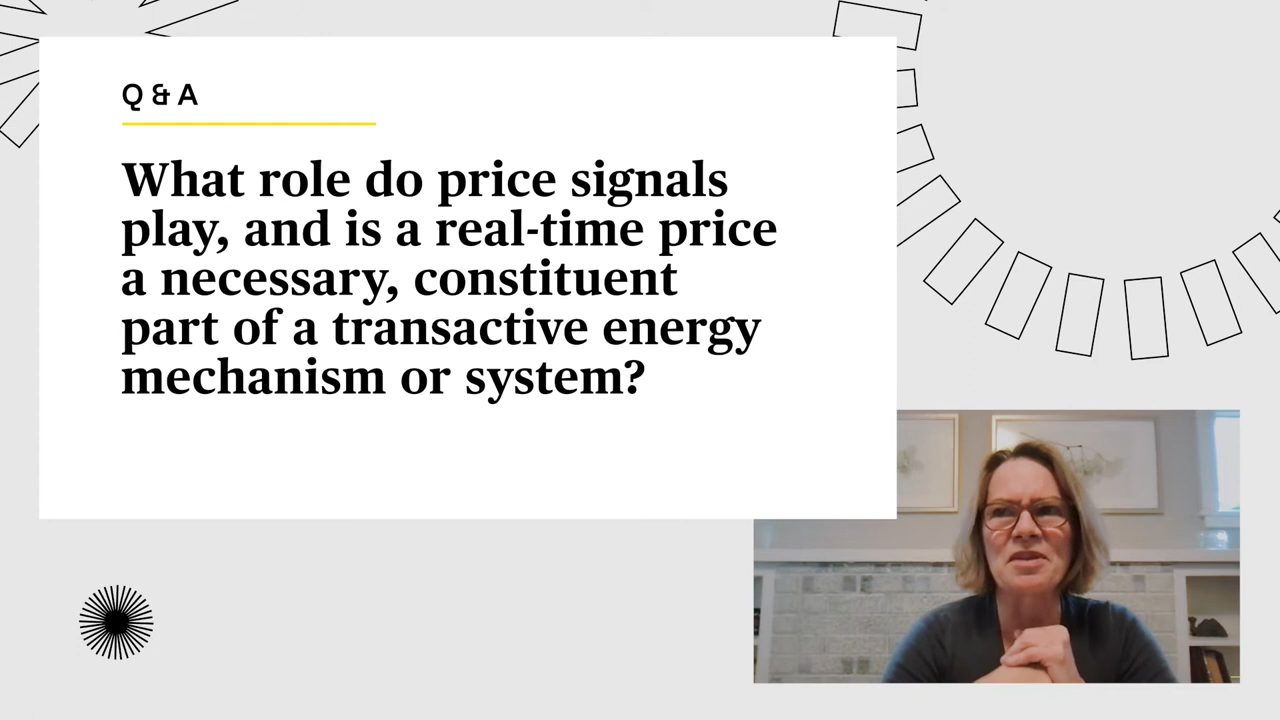 Q & A
What role do price signals
play, and is a real-time price
a necessary, constituent
part of a transactive energy
mechanism or system?